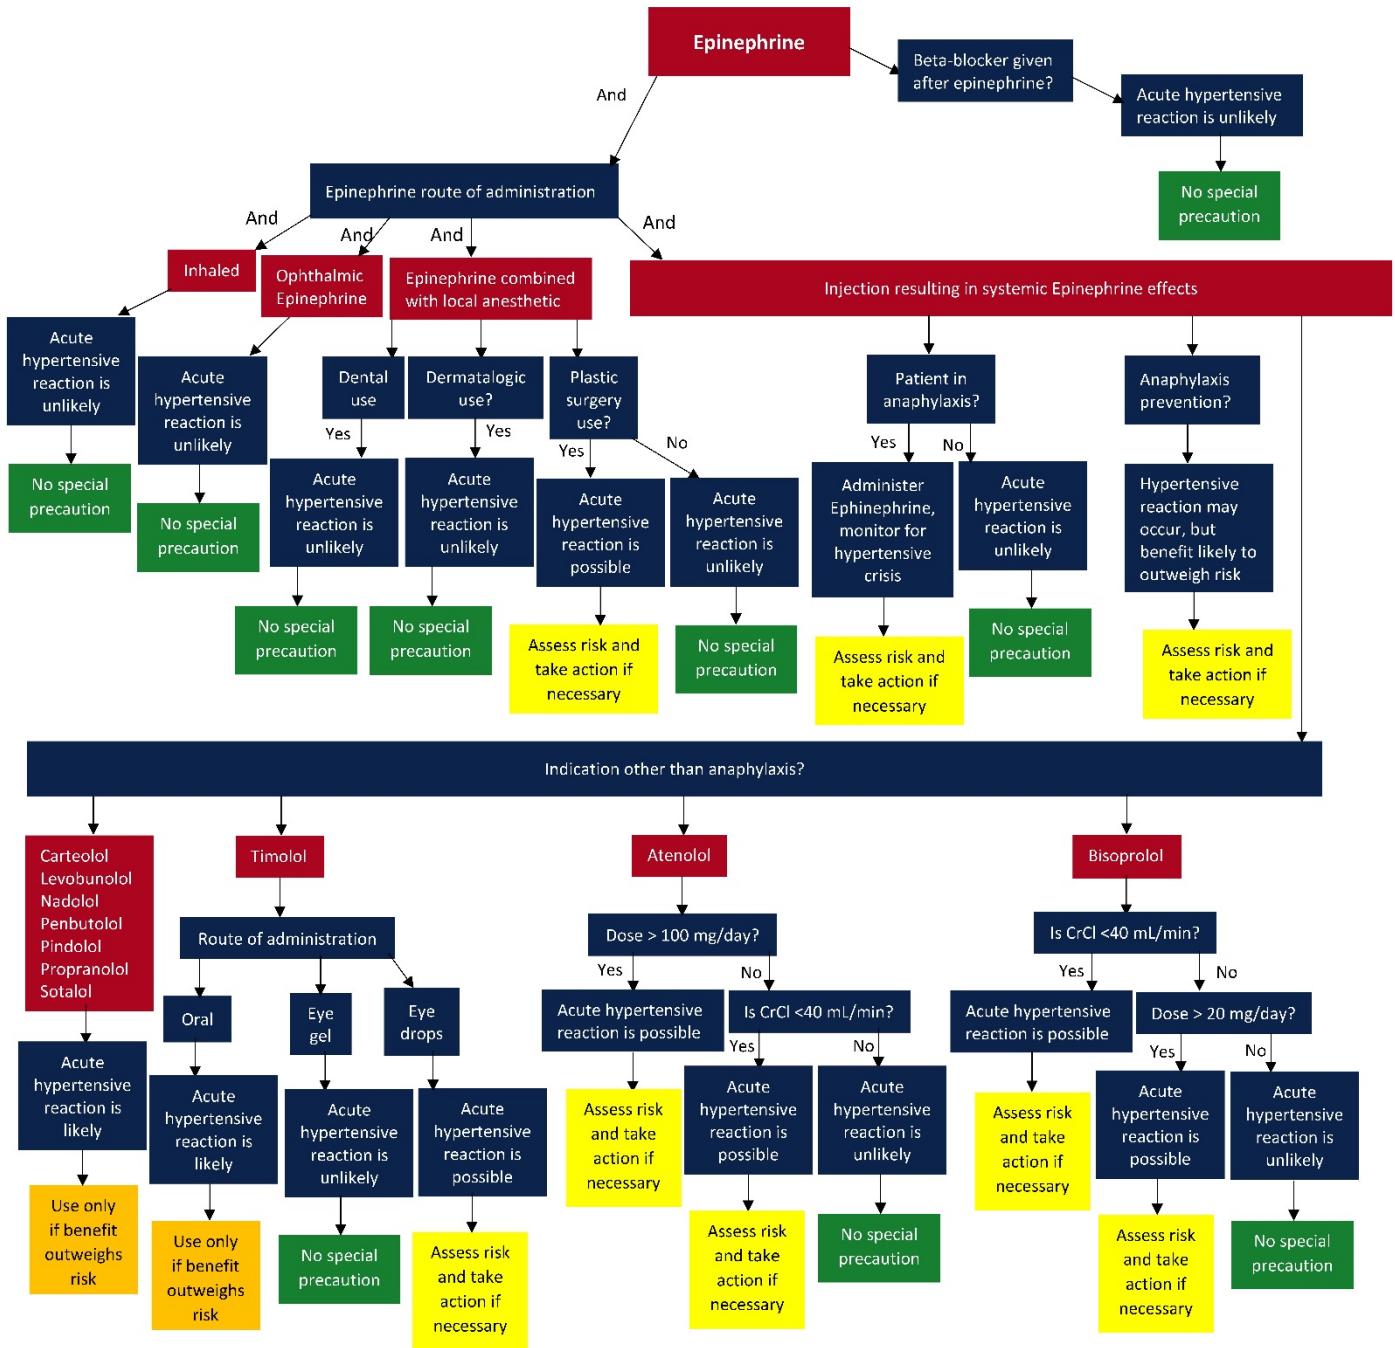 Epinephrine
Beta-blocker given
after epinephrine?
Acute hypertensive
reaction is unlikely
No special
precaution
And
Epinephrine route of administration
And
And
And
And
Inhaled
Ophthalmic
Epinephrine
Epinephrine combined
with local anesthetic
Injection resulting in systemic Epinephrine effects
Acute
hypertensive
reaction is
unlikely
No special
precaution
Acute
hypertensive
reaction is
unlikely
No special
precaution
Dental
use
Yes
Acute
hypertensive
reaction is
unlikely
No special
precaution
Dermatalogic
use?
Yes
Acute
hypertensive
reaction is
unlikely
No special
precaution
Plastic
surgery
use?
Yes
Acute
hypertensive
reaction is
possible
Assess risk and
take action if
necessary
No
Acute
hypertensive
reaction is
unlikely
No special
precaution
Patient in
anaphylaxis?
Yes
Administer
Ephinephrine,
monitor for
hypertensive
crisis
Assess risk and
take action if
necessary
No
Acute
hypertensive
reaction is
unlikely
No special
precaution
Anaphylaxis
prevention?
Hypertensive
reaction may
occur, but
benefit likely to
outweigh risk
Assess risk and
take action if
necessary
Indication other than anaphylaxis?
Carteolol
Levobunolol
Nadolol
Penbutolol
Pindolol
Propranolol
Sotalol
Acute
hypertensive
reaction is
likely
Use only
if benefit
outweighs
risk
Timolol
Route of administration
Oral
Acute
hypertensive
reaction is
likely
Use only
if benefit
outweighs
risk
Eye
gel
Acute
hypertensive
reaction is
unlikely
No special
precaution
Eye
drops
Acute
hypertensive
reaction is
possible
Assess risk
and take
action if
necessary
Atenolol
Dose > 100 mg/day?
Yes
Acute hypertensive
reaction is possible
Assess risk
and take
action if
necessary
No
Is CrCl <40 mL/min?
Yes
Acute
hypertensive
reaction is
possible
Assess risk
and take
action if
necessary
No
Acute
hypertensive
reaction is
unlikely
No special
precaution
Bisoprolol
Is CrCl <40 mL/min?
Yes
Acute hypertensive
reaction is possible
Assess risk
and take
action if
necessary
No
Dose > 20 mg/day?
Yes
Acute
hypertensive
reaction is
possible
Assess risk
and take
action if
necessary
No
Acute
hypertensive
reaction is
unlikely
No special
precaution